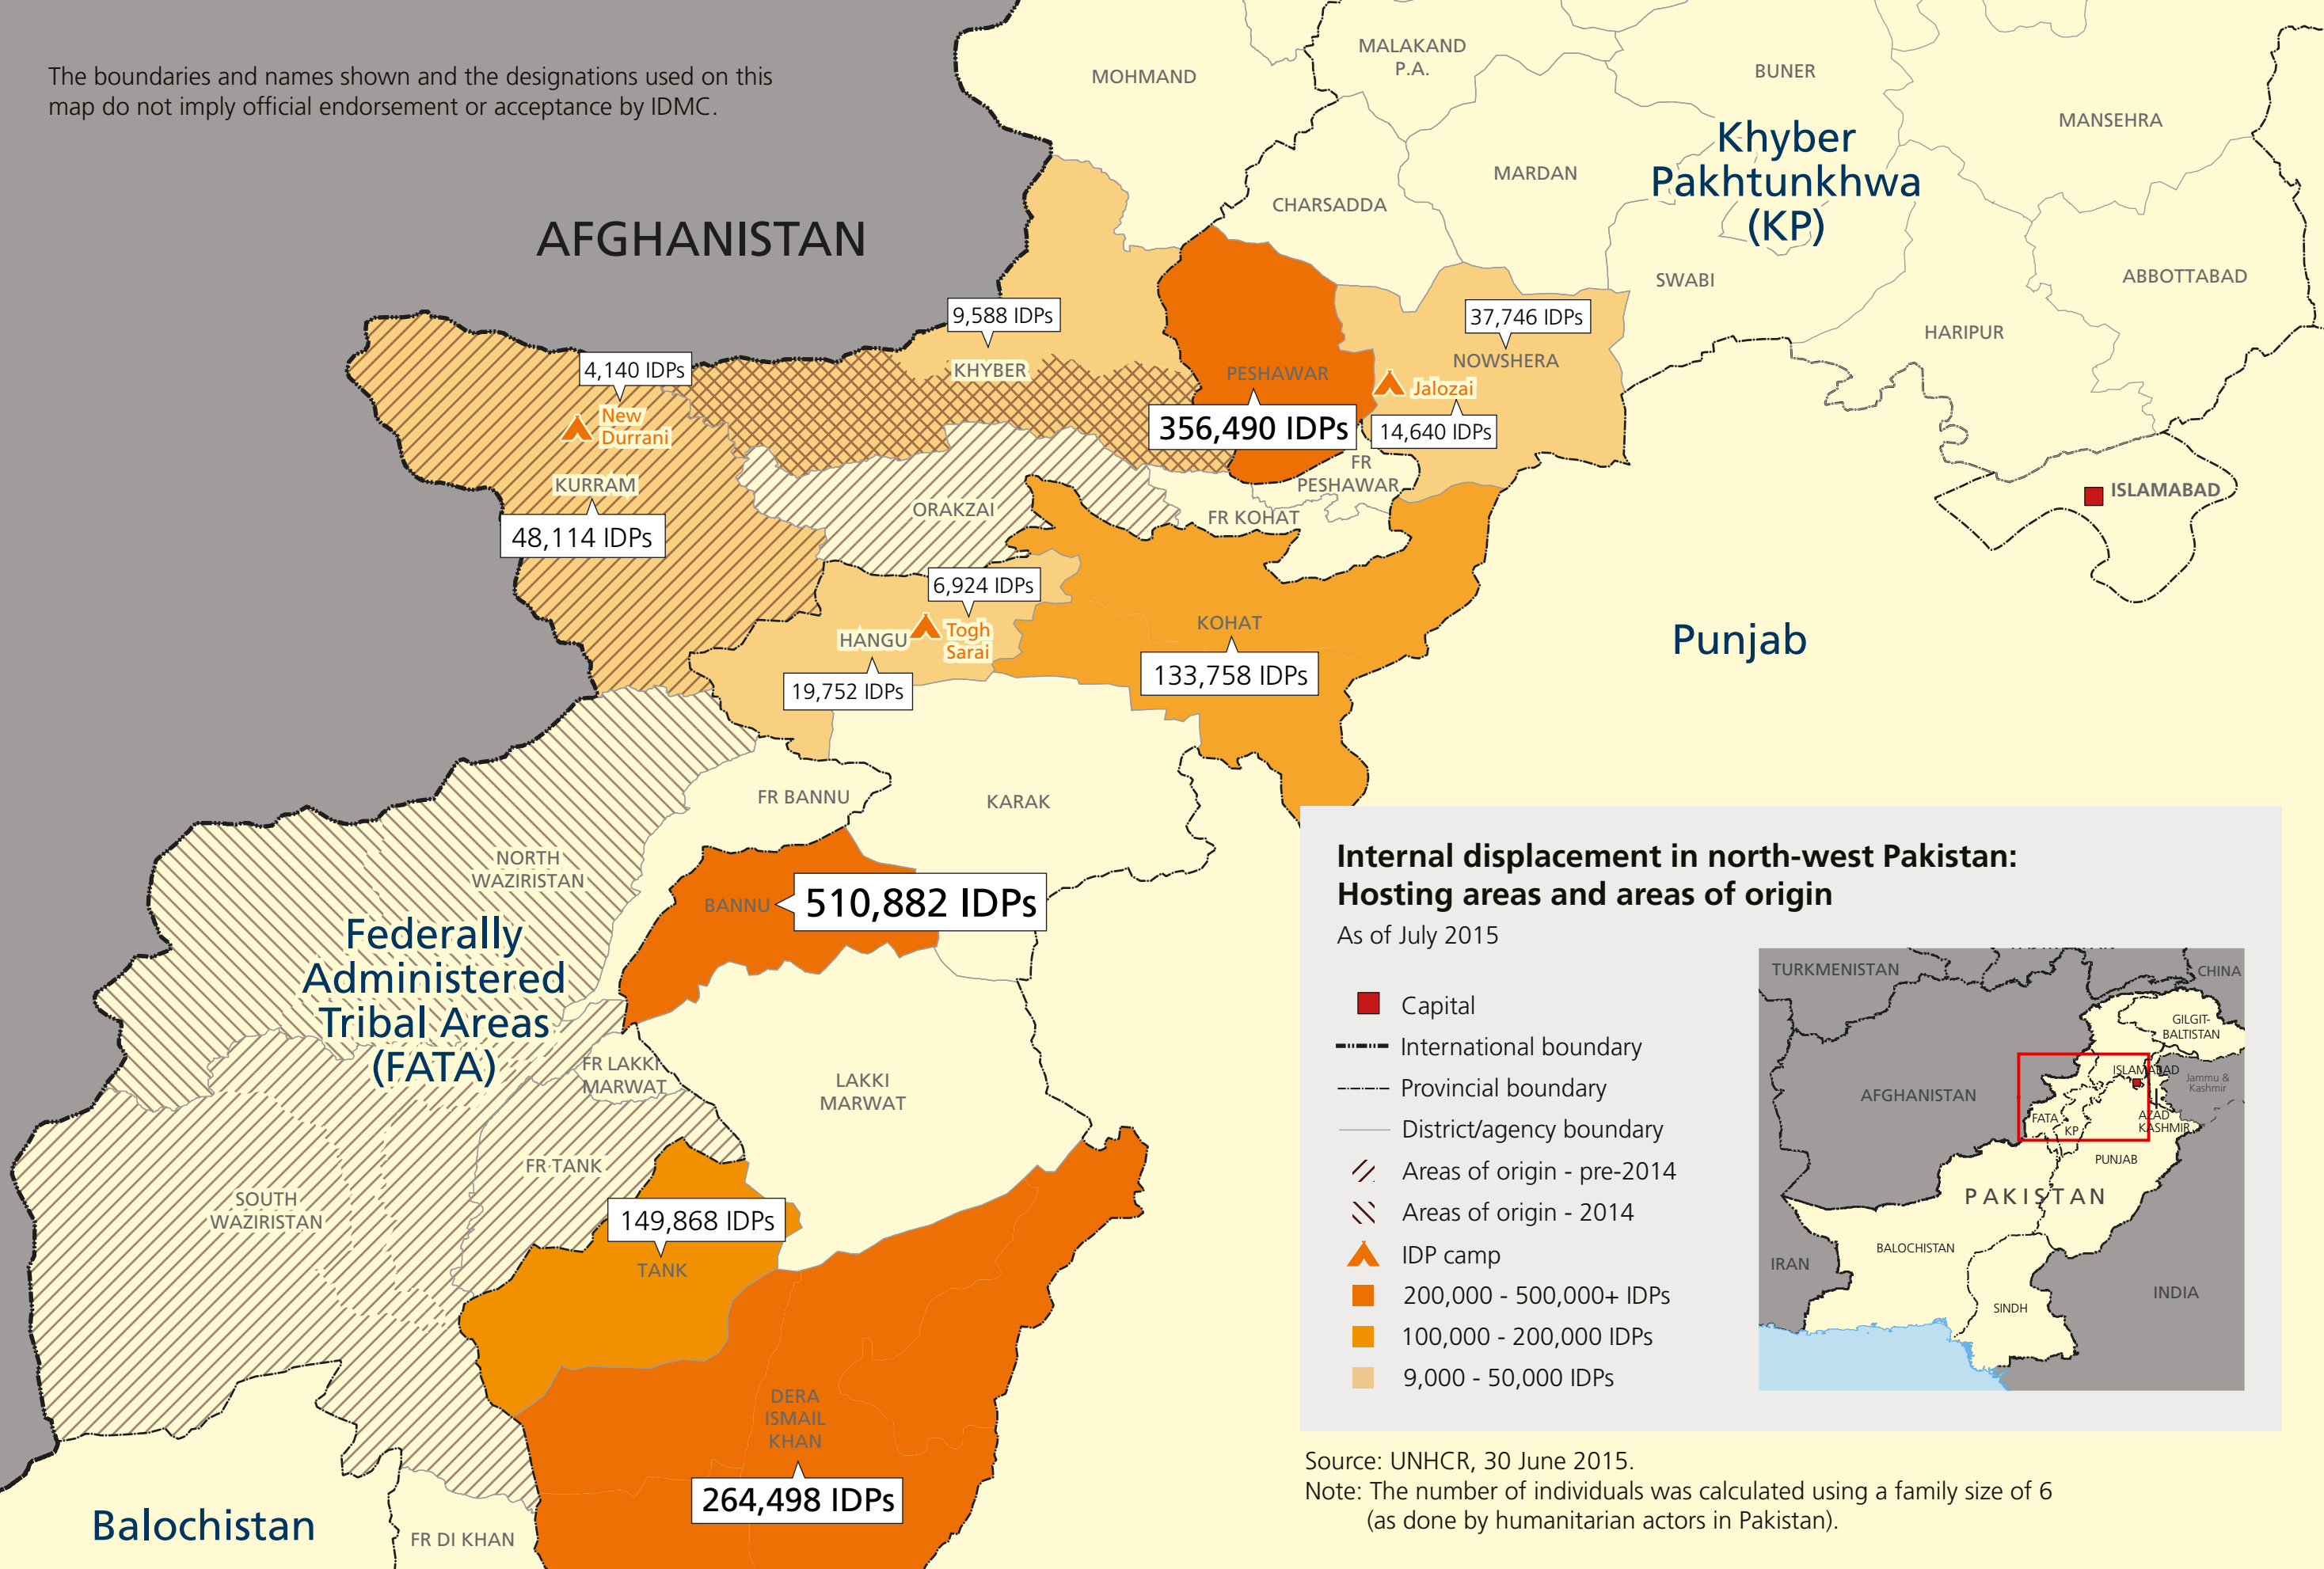 The boundaries and names shown and the designations used on this
map do not imply official endorsement or acceptance by IDMC.
AFGHANISTAN
MOHMAND
MALAKAND
P.A.
BUNER
MANSEHRA
Khyber
Pakhtunkhwa
(KP)
MARDAN
CHARSADDA
SWABI
ABBOTTABAD
HARIPUR
9,588 IDPs
KHYBER
37,746 IDPs
NOWSHERA
PESHAWAR
Jalozai
356,490 IDPs
14,640 IDPs
4,140 IDPs
New
Durrani
KURRAM
48,114 IDPs
FR
PESHAWAR
ORAKZAI
FR KOHAT
ISLAMABAD
6,924 IDPs
HANGU
Togh
Sarai
19,752 IDPs
KOHAT
133,758 IDPs
Punjab
FR BANNU
KARAK
NORTH
WAZIRISTAN
BANNU
510,882 IDPs
Federally
Administered
Tribal Areas
(FATA)
FR LAKKI
MARWAT
LAKKI
MARWAT
FR TANK
SOUTH
WAZIRISTAN
149,868 IDPs
TANK
DERA
ISMAIL
KHAN
264,498 IDPs
Balochistan
FR DI KHAN
Internal displacement in north-west Pakistan:
Hosting areas and areas of origin
As of July 2015
Capital
International boundary
Provincial boundary
District/agency boundary
Areas of origin - pre-2014
Areas of origin - 2014
IDP camp
200,000 - 500,000+ IDPs
100,000 - 200,000 IDPs
9,000 - 50,000 IDPs
TURKMENISTAN
CHINA
GILGIT-
BALTISTAN
ISLAMABAD
Jammu &
Kashmir
AFGHANISTAN
FATA
KP
AZAD
KASHMIR
PUNJAB
PAKISTAN
BALOCHISTAN
IRAN
INDIA
SINDH
Source: UNHCR, 30 June 2015.
Note: The number of individuals was calculated using a family size of 6
(as done by humanitarian actors in Pakistan).